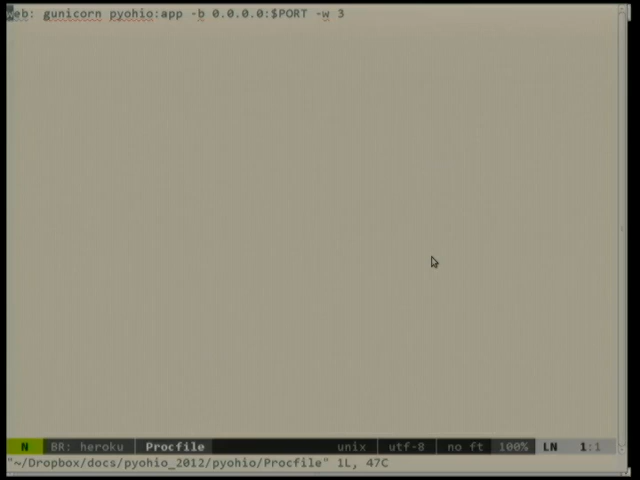 web: gunicorn pyohio:app -b 0.0.0.0:$PORT -w 3
N BR: heroku Procfile unix utf-8 no ft 100% LN 1:1
"~/Dropbox/docs/pyohio_2012/pyohio/Procfile" 1L, 47C